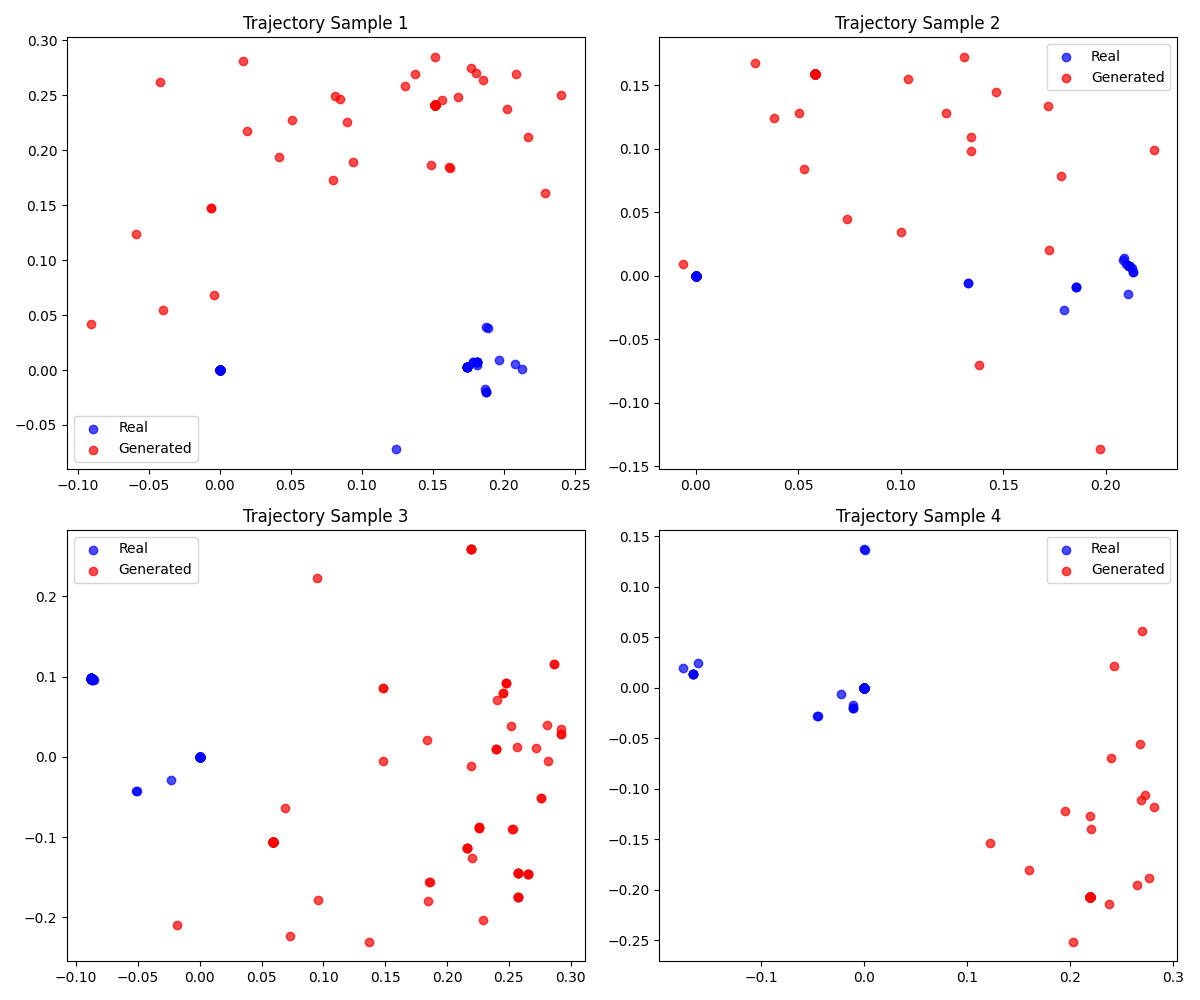 Trajectory Sample 1
0.30
0.25
0.20
0.15
0.10
0.05
0.00
−0.05
Real
Generated
−0.10 −0.05 0.00 0.05 0.10 0.15 0.20 0.25
Trajectory Sample 2
Real
Generated
0.15
0.10
0.05
0.00
−0.05
−0.10
−0.15
0.00 0.05 0.10 0.15 0.20
Trajectory Sample 3
Real
Generated
0.2
0.1
0.0
−0.1
−0.2
−0.10 −0.05 0.00 0.05 0.10 0.15 0.20 0.25 0.30
Trajectory Sample 4
Real
Generated
0.15
0.10
0.05
0.00
−0.05
−0.10
−0.15
−0.20
−0.25
−0.1 0.0 0.1 0.2 0.3